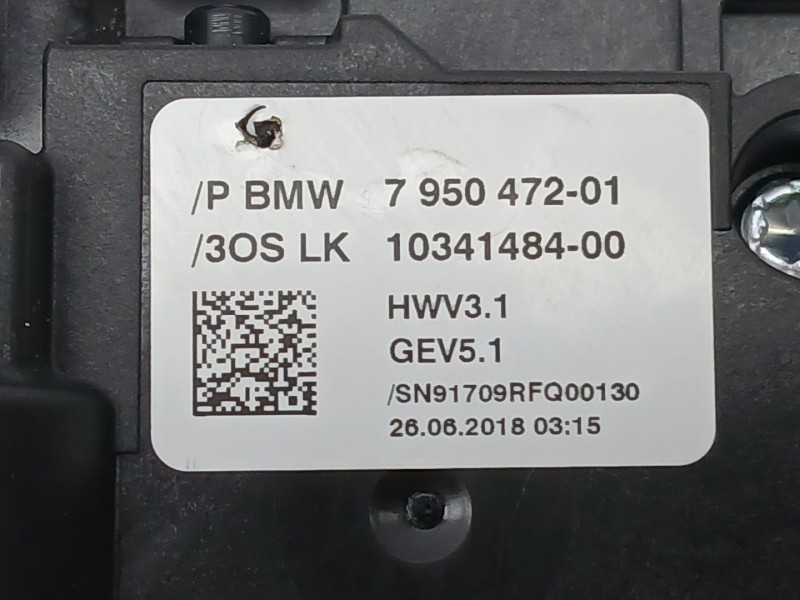 /P BMW 7 950 472-01
/3OS LK 10341484-00
HWV3.1
GEV5.1
/SN91709RFQ00130
26.06.2018 03:15